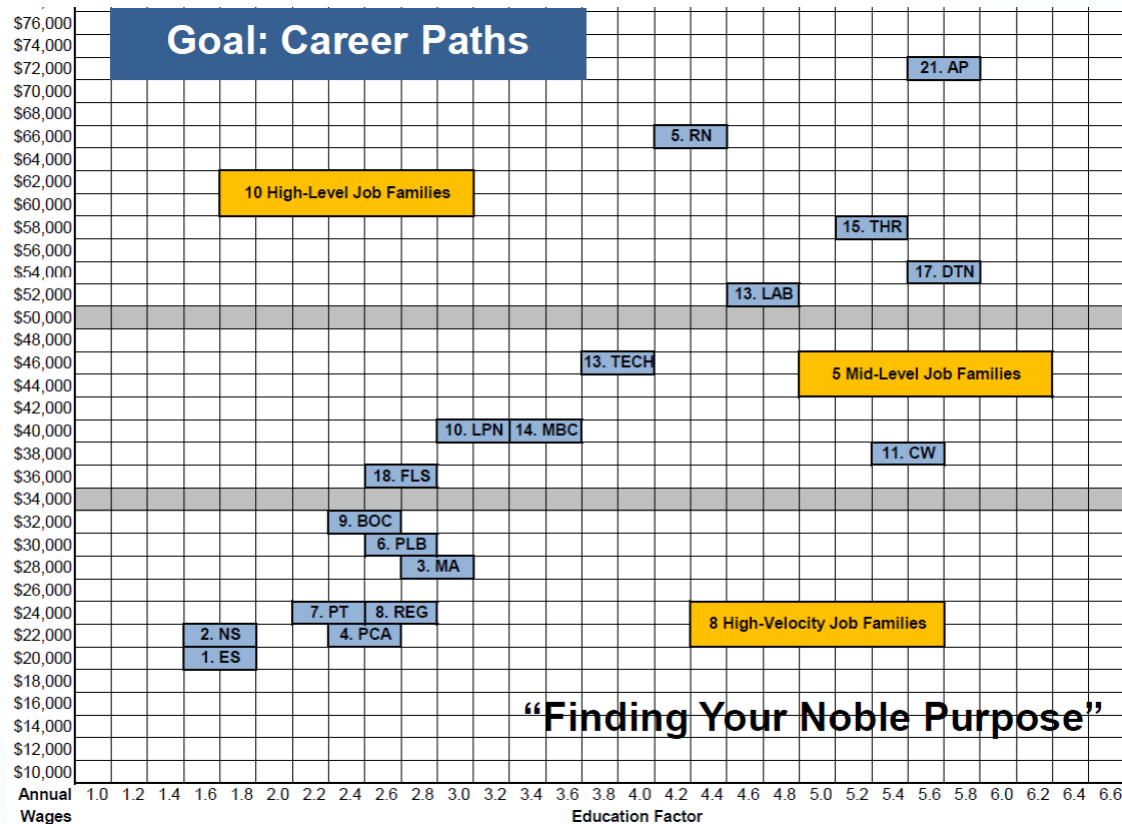 Goal: Career Paths
$76,000
$74,000
$72,000 21. AP
$70,000
$68,000
$66,000 5. RN
$64,000
$62,000
10 High-Level Job Families
$60,000
$58,000 15. THR
$56,000
$54,000 17. DTN
$52,000 13. LAB
$50,000
$48,000
$46,000 13. TECH
5 Mid-Level Job Families
$44,000
$42,000
$40,000 10. LPN 14. MBC
$38,000 11. CW
$36,000 18. FLS
$34,000
$32,000 9. BOC
$30,000 6. PLB
$28,000 3. MA
$26,000
$24,000 7. PT 8. REG
8 High-Velocity Job Families
$22,000 2. NS 4. PCA
$20,000 1. ES
$18,000
$16,000
“Finding Your Noble Purpose”
$14,000
$12,000
$10,000
Annual 1.0 1.2 1.4 1.6 1.8 2.0 2.2 2.4 2.6 2.8 3.0 3.2 3.4 3.6 3.8 4.0 4.2 4.4 4.6 4.8 5.0 5.2 5.4 5.6 5.8 6.0 6.2 6.4 6.6
Wages Education Factor